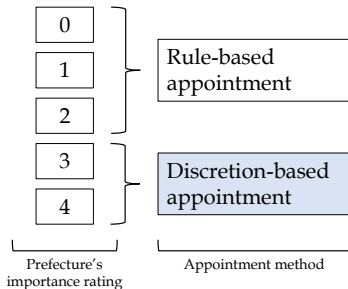 0
1
2
3
4
Rule-based
appointment
Discretion-based
appointment
Prefecture's
importance rating
Appointment method